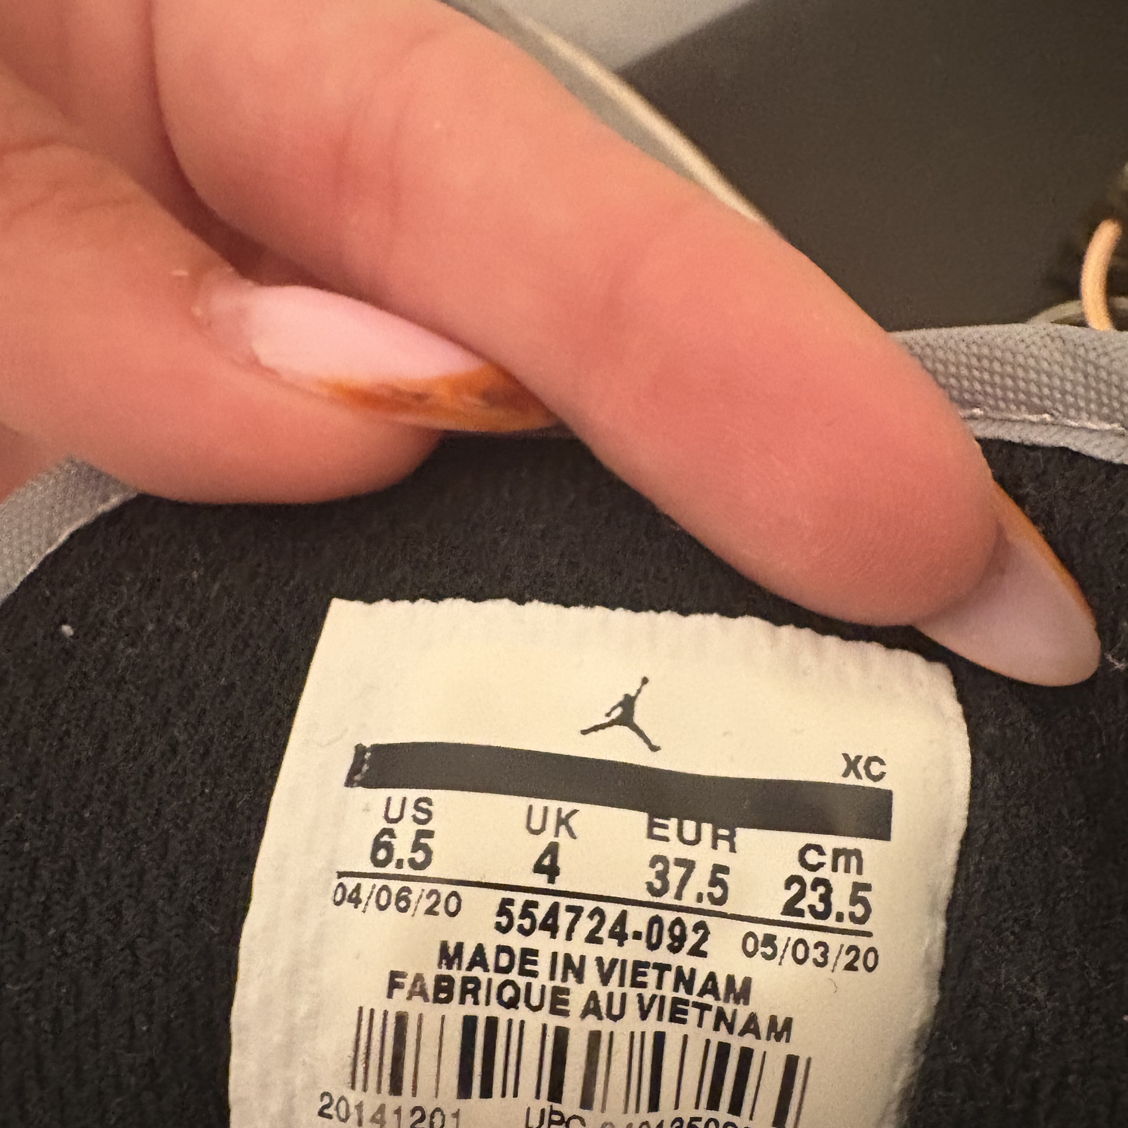 XC
US UK EUR cm
6.5 4 37.5 23.5
04/06/20 554724-092 05/03/20
MADE IN VIETNAM
FABRIQUE AU VIETNAM
20141201 UPC